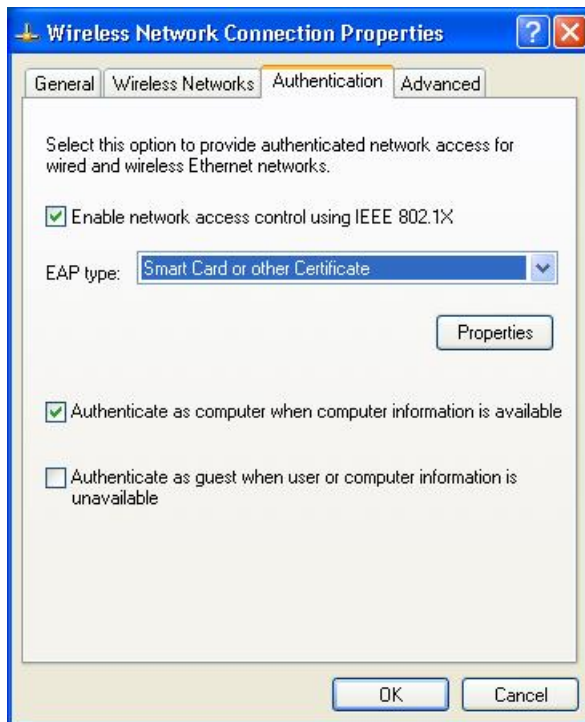 Wireless Network Connection Properties
General Wireless Networks Authentication Advanced
Select this option to provide authenticated network access for
wired and wireless Ethernet networks.
Enable network access control using IEEE 802.1X
EAP type: Smart Card or other Certificate
Properties
Authenticate as computer when computer information is available
Authenticate as guest when user or computer information is
unavailable
OK Cancel